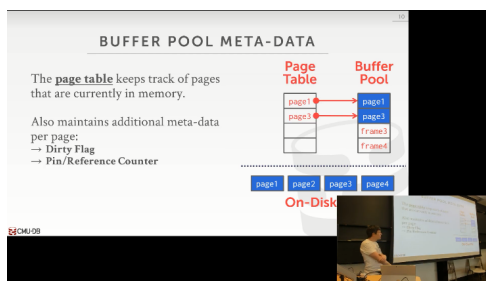 10
BUFFER POOL META-DATA
The page table keeps track of pages
that are currently in memory.
Also maintains additional meta-data
per page:
→ Dirty Flag
→ Pin/Reference Counter
Page
Table
page1
page3
Buffer
Pool
page1
page3
frame3
frame4
page1 page2 page3 page4
On-Disk
CMU·DB